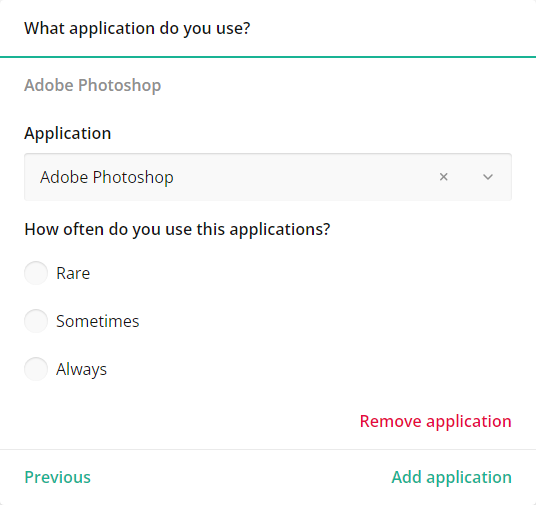 What application do you use?
Adobe Photoshop
Application
Adobe Photoshop
How often do you use this applications?
Rare
Sometimes
Always
Remove application
Previous
Add application